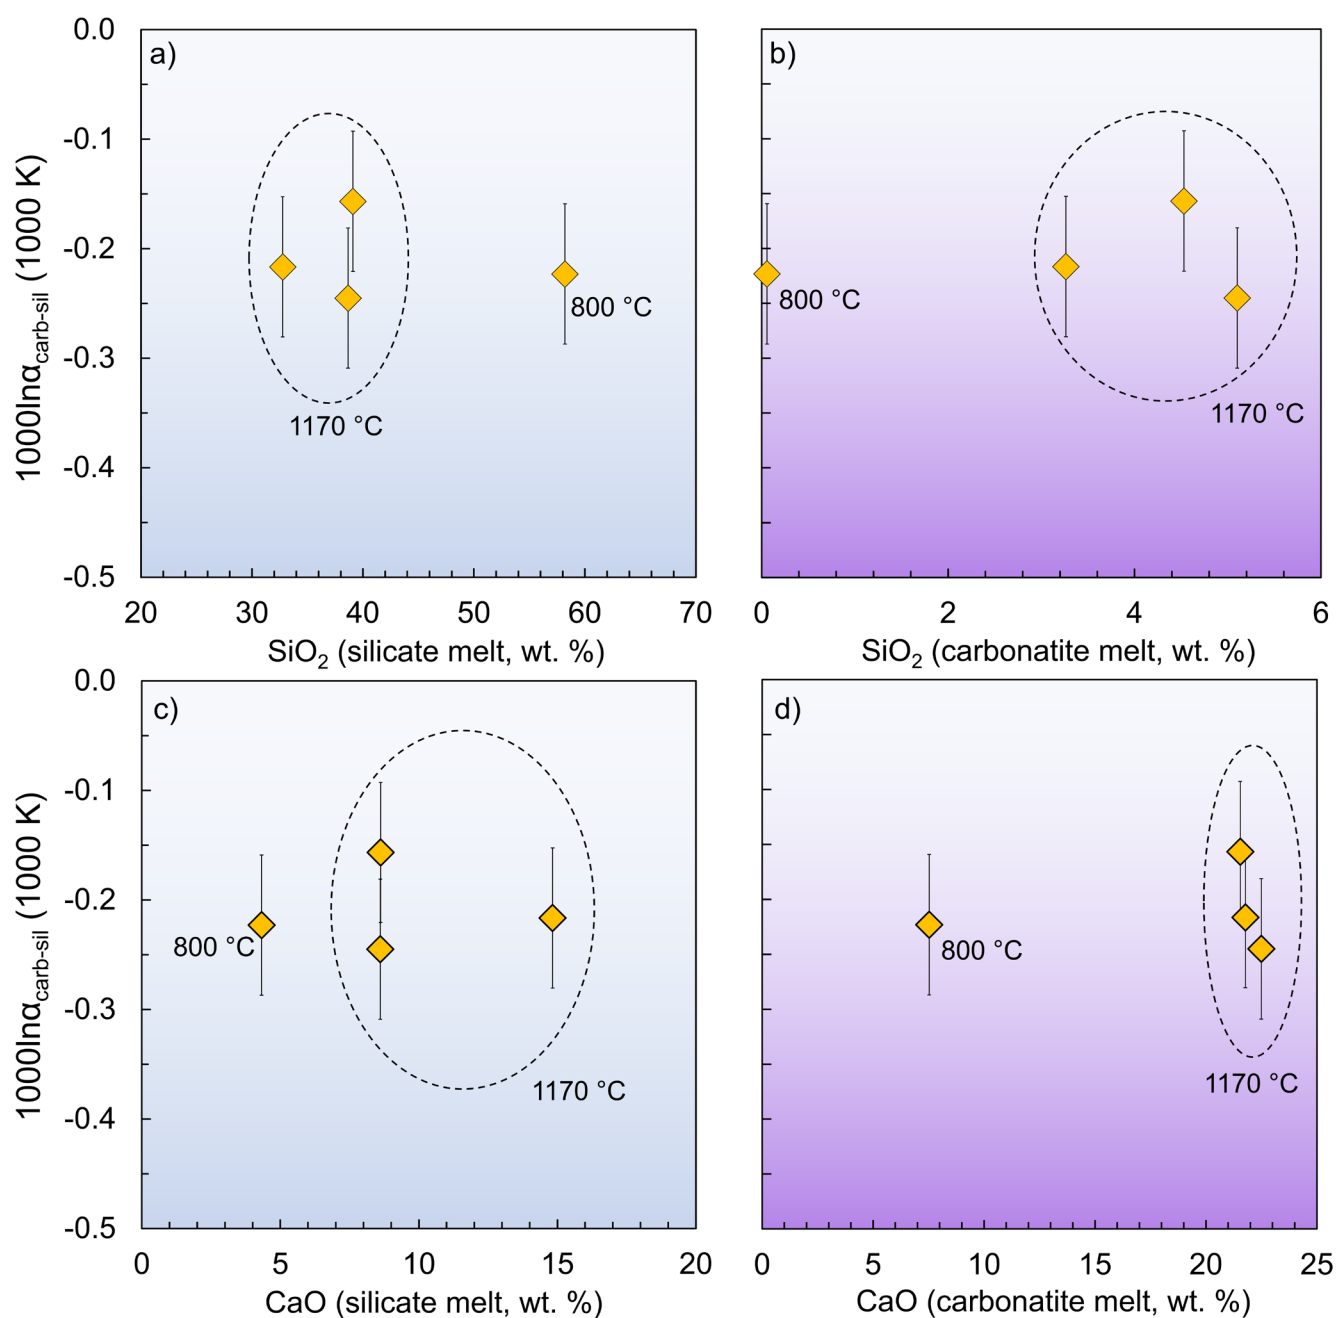 a)
0.0
-0.1
-0.2
-0.3
-0.4
-0.5
1000lnαcarb-sil (1000 K)
800 °C
1170 °C
20 30 40 50 60 70
SiO2 (silicate melt, wt. %)
b)
800 °C
1170 °C
0 2 4 6
SiO2 (carbonatite melt, wt. %)
c)
0.0
-0.1
-0.2
-0.3
-0.4
-0.5
1000lnαcarb-sil (1000 K)
800 °C
1170 °C
0 5 10 15 20
CaO (silicate melt, wt. %)
d)
800 °C
1170 °C
0 5 10 15 20 25
CaO (carbonatite melt, wt. %)